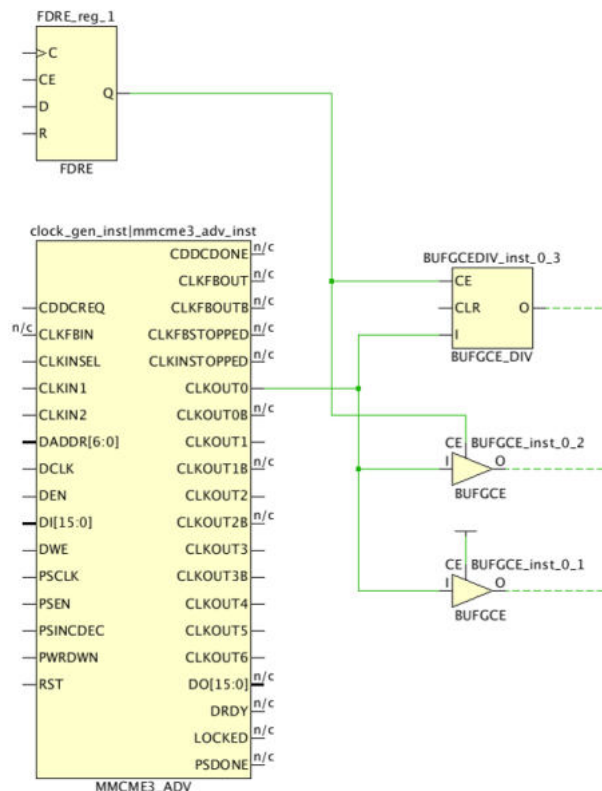 FDRE_reg_1
C
CE
D
R
Q
FDRE
clock_gen_inst|mmcme3_adv_inst
CDDCDONE n/c
CLKFBOUT
CDDCREQ CLKFBOUTB n/c
n/c CLKFBIN CLKFBSTOPPED n/c
CLKINSEL CLKINSTOPPED n/c
CLKIN1 CLKOUT0
CLKIN2 CLKOUT0B n/c
DADDR[6:0] CLKOUT1
DCLK CLKOUT1B n/c
DEN CLKOUT2
DI[15:0] CLKOUT2B n/c
DWE CLKOUT3
PSCLK CLKOUT3B
PSEN CLKOUT4
PSINCDEC CLKOUT5
PWRDWN CLKOUT6
RST DO[15:0] n/c
DRDY n/c
LOCKED n/c
PSDONE n/c
MMCME3_ADV
BUFGCEDIV_inst_0_3
CE
CLR O
I
BUFGCE_DIV
CE BUFGCE_inst_0_2
I O
BUFGCE
CE BUFGCE_inst_0_1
I O
BUFGCE